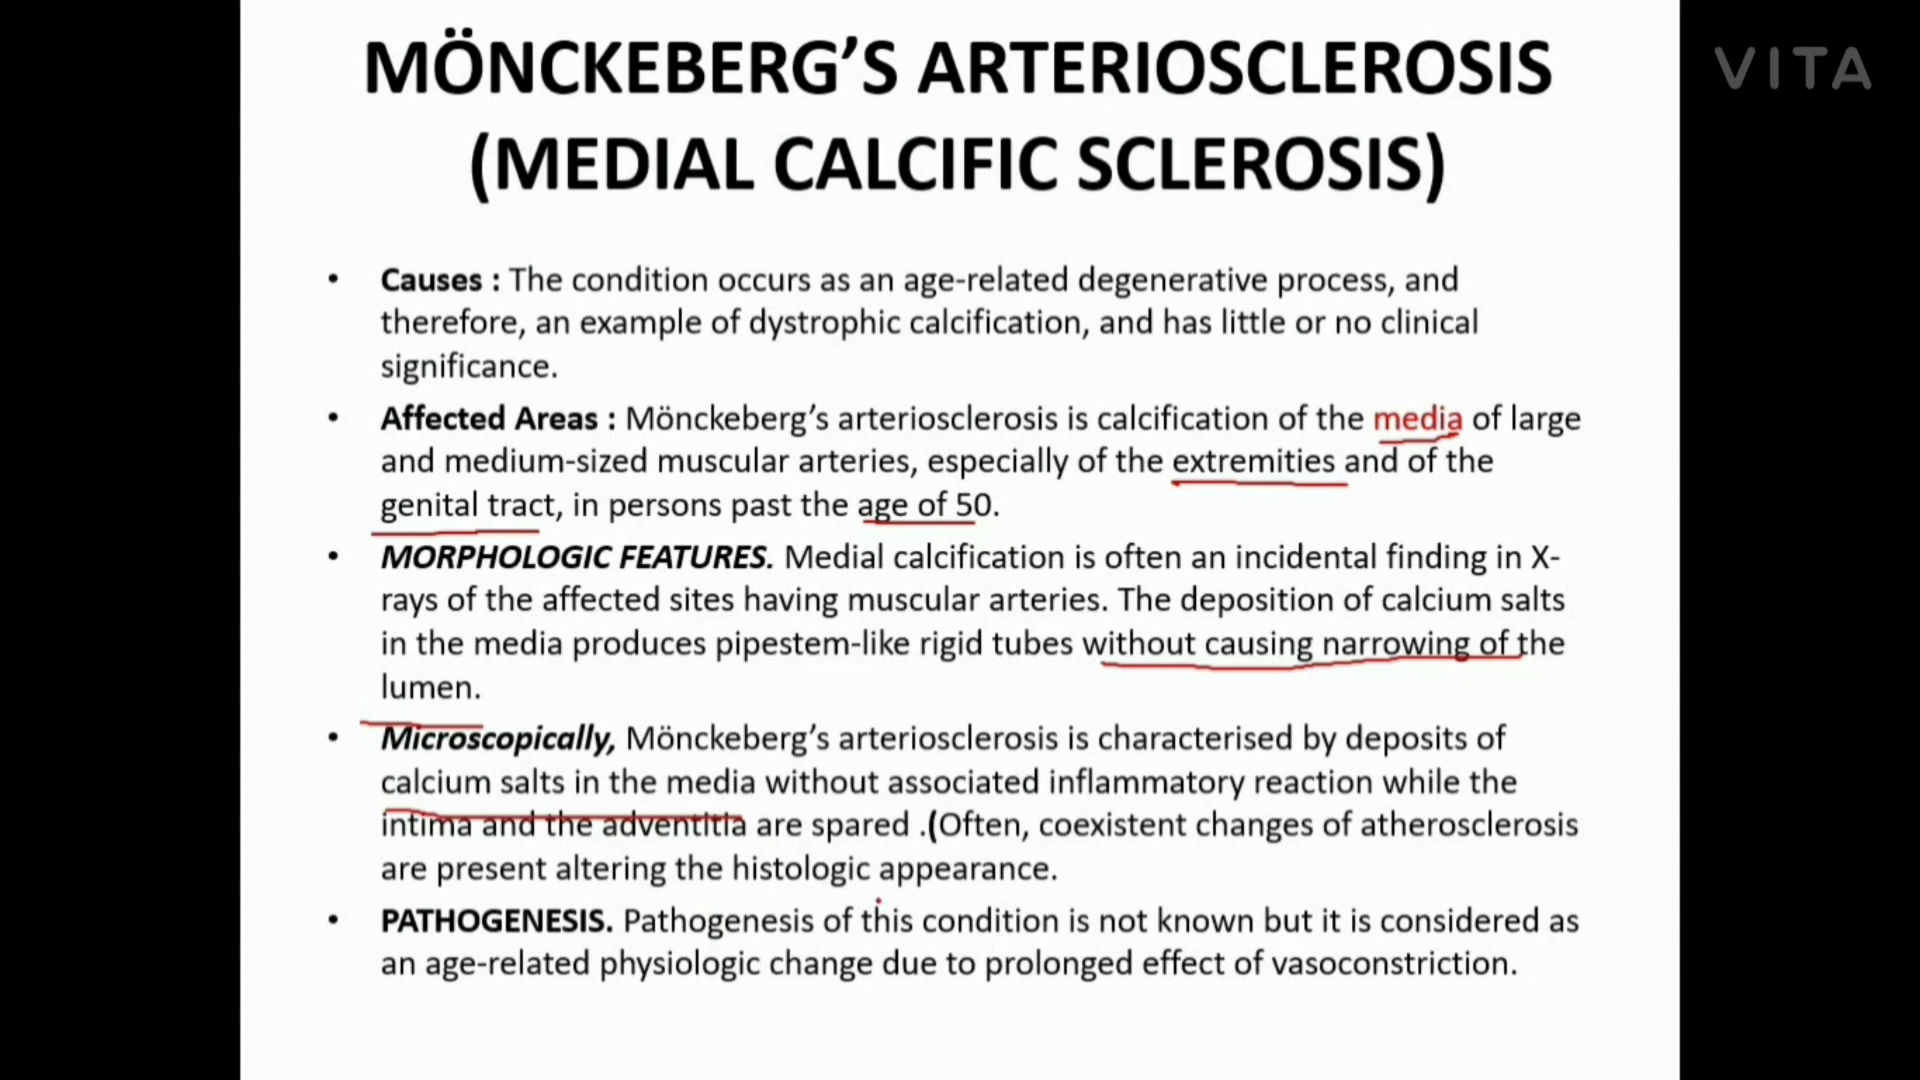 MÖNCKEBERG’S ARTERIOSCLEROSIS
(MEDIAL CALCIFIC SCLEROSIS)
VITA
• Causes : The condition occurs as an age-related degenerative process, and
therefore, an example of dystrophic calcification, and has little or no clinical
significance.
• Affected Areas : Mönckeberg’s arteriosclerosis is calcification of the media of large
and medium-sized muscular arteries, especially of the extremities and of the
genital tract, in persons past the age of 50.
• MORPHOLOGIC FEATURES. Medial calcification is often an incidental finding in X-
rays of the affected sites having muscular arteries. The deposition of calcium salts
in the media produces pipestem-like rigid tubes without causing narrowing of the
lumen.
• Microscopically, Mönckeberg’s arteriosclerosis is characterised by deposits of
calcium salts in the media without associated inflammatory reaction while the
intima and the adventitia are spared .(Often, coexistent changes of atherosclerosis
are present altering the histologic appearance.
• PATHOGENESIS. Pathogenesis of this condition is not known but it is considered as
an age-related physiologic change due to prolonged effect of vasoconstriction.